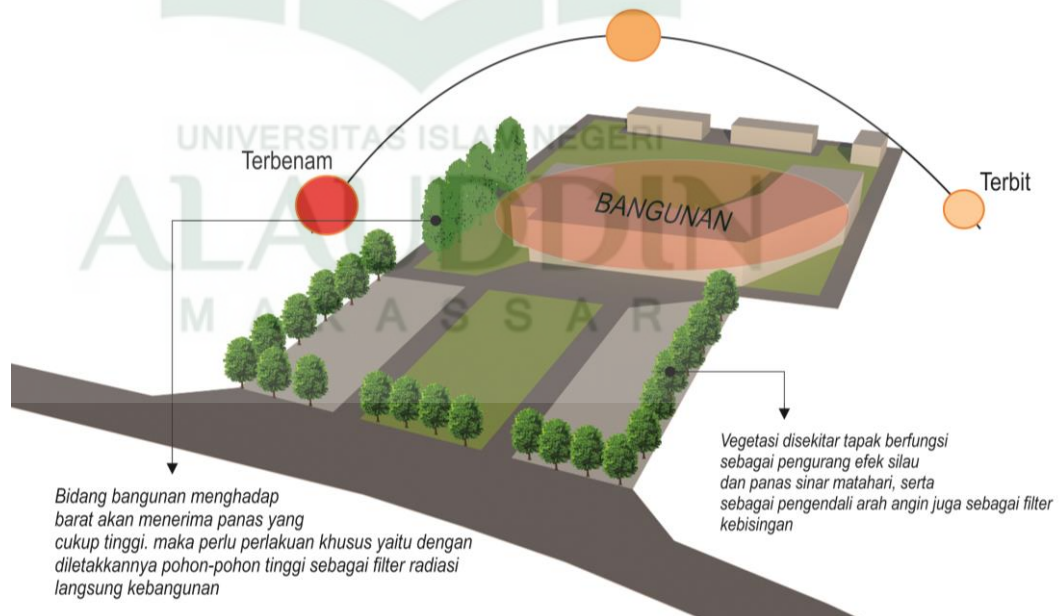 UNIVERSITAS ISLAM NEGERI
ALAUDDIN
MAKASSAR
Terbenam
Terbit
BANGUNAN
Bidang bangunan menghadap
barat akan menerima panas yang
cukup tinggi. maka perlu perlakuan khusus yaitu dengan
diletakkannya pohon-pohon tinggi sebagai filter radiasi
langsung kebangunan
Vegetasi disekitar tapak berfungsi
sebagai pengurang efek silau
dan panas sinar matahari, serta
sebagai pengendali arah angin juga sebagai filter
kebisingan